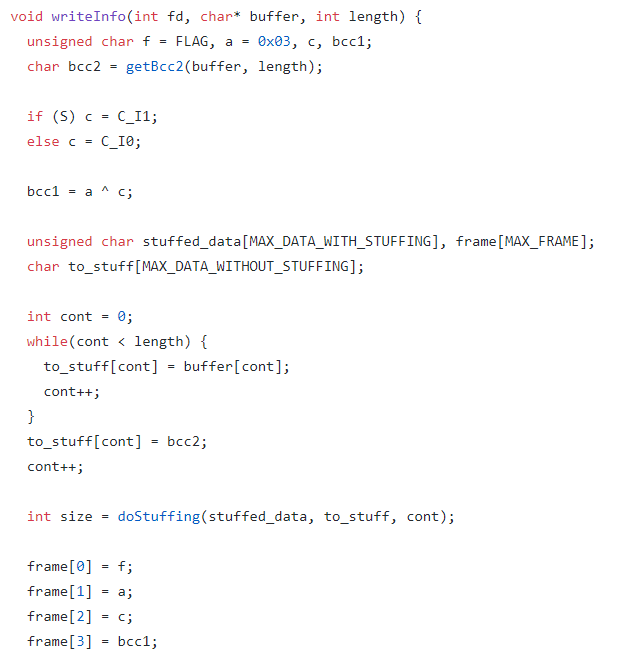 void writeInfo(int fd, char* buffer, int length) {
  unsigned char f = FLAG, a = 0x03, c, bcc1;
  char bcc2 = getBcc2(buffer, length);

  if (S) c = C_I1;
  else c = C_I0;

  bcc1 = a ^ c;

  unsigned char stuffed_data[MAX_DATA_WITH_STUFFING], frame[MAX_FRAME];
  char to_stuff[MAX_DATA_WITHOUT_STUFFING];

  int cont = 0;
  while(cont < length) {
    to_stuff[cont] = buffer[cont];
    cont++;
  }
  to_stuff[cont] = bcc2;
  cont++;

  int size = doStuffing(stuffed_data, to_stuff, cont);

  frame[0] = f;
  frame[1] = a;
  frame[2] = c;
  frame[3] = bcc1;